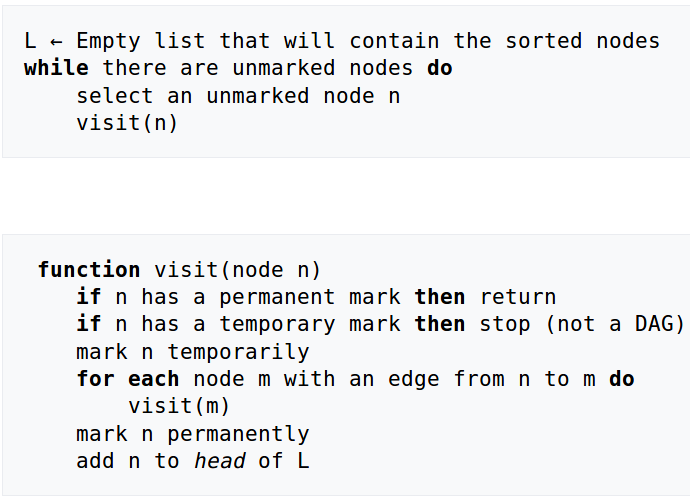 L ← Empty list that will contain the sorted nodes
while there are unmarked nodes do
    select an unmarked node n
    visit(n)
function visit(node n)
    if n has a permanent mark then return
    if n has a temporary mark then stop (not a DAG)
    mark n temporarily
    for each node m with an edge from n to m do
        visit(m)
    mark n permanently
    add n to head of L